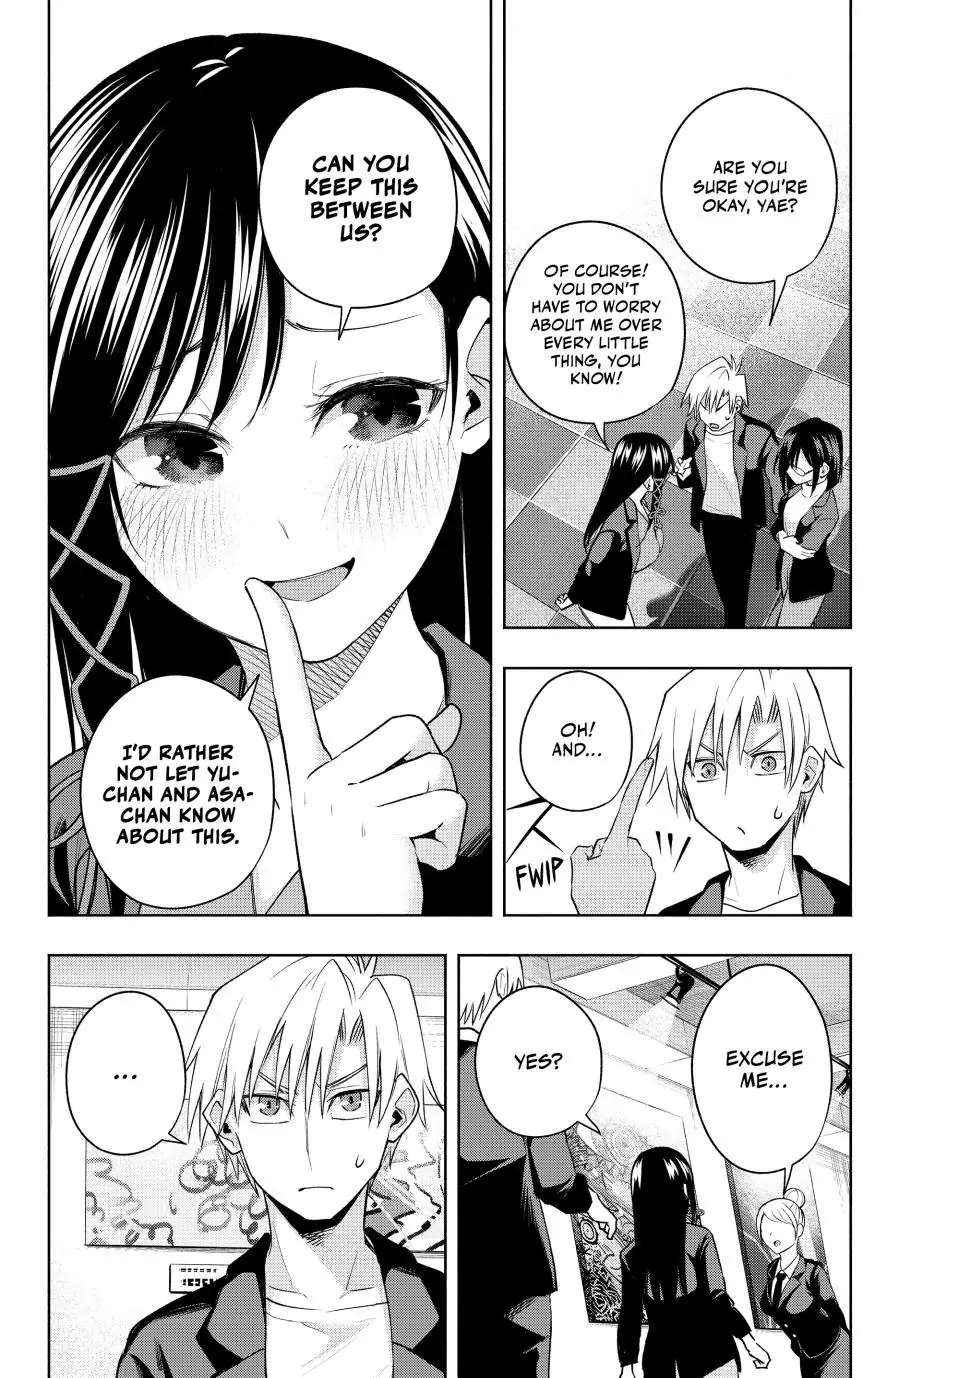 ARE YOU
SURE YOU'RE
OKAY, YAE?
OF COURSE!
YOU DON'T
HAVE TO WORRY
ABOUT ME OVER
EVERY LITTLE
THING, YOU
KNOW!
OH!
AND...
FWIP
CAN YOU
KEEP THIS
BETWEEN
US?
I'D RATHER
NOT LET YU-
CHAN AND ASA-
CHAN KNOW
ABOUT THIS.
EXCUSE
ME...
YES?
...